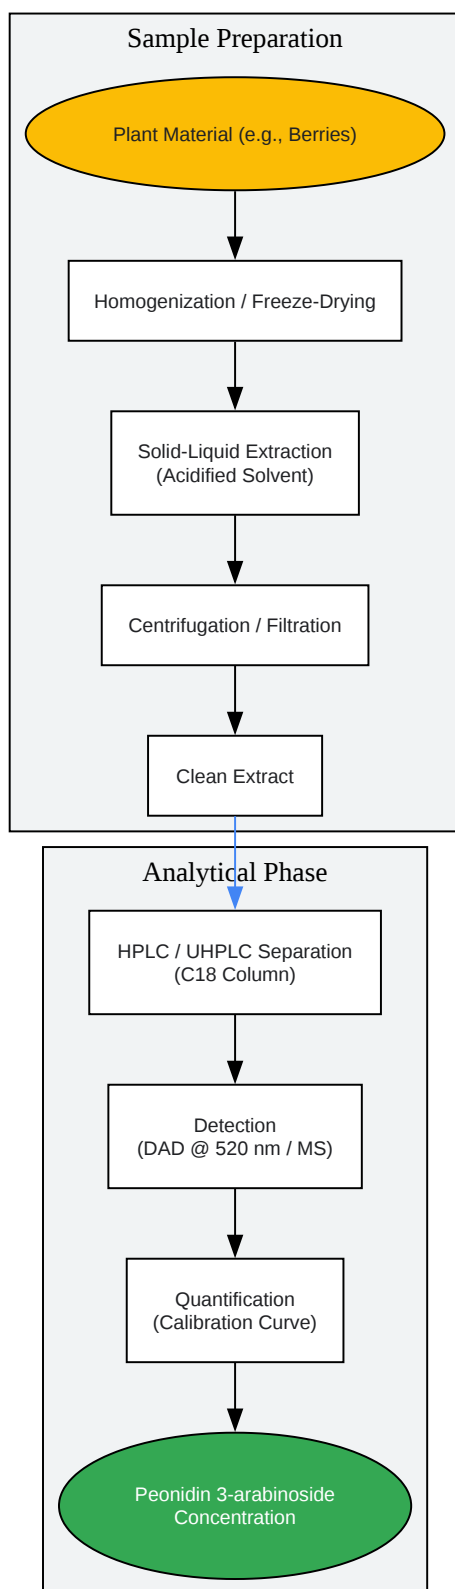 Sample Preparation
Plant Material (e.g., Berries)
Homogenization / Freeze-Drying
Solid-Liquid Extraction
(Acidified Solvent)
Centrifugation / Filtration
Clean Extract
Analytical Phase
HPLC / UHPLC Separation
(C18 Column)
Detection
(DAD @ 520 nm / MS)
Quantification
(Calibration Curve)
Peonidin 3-arabinoside
Concentration